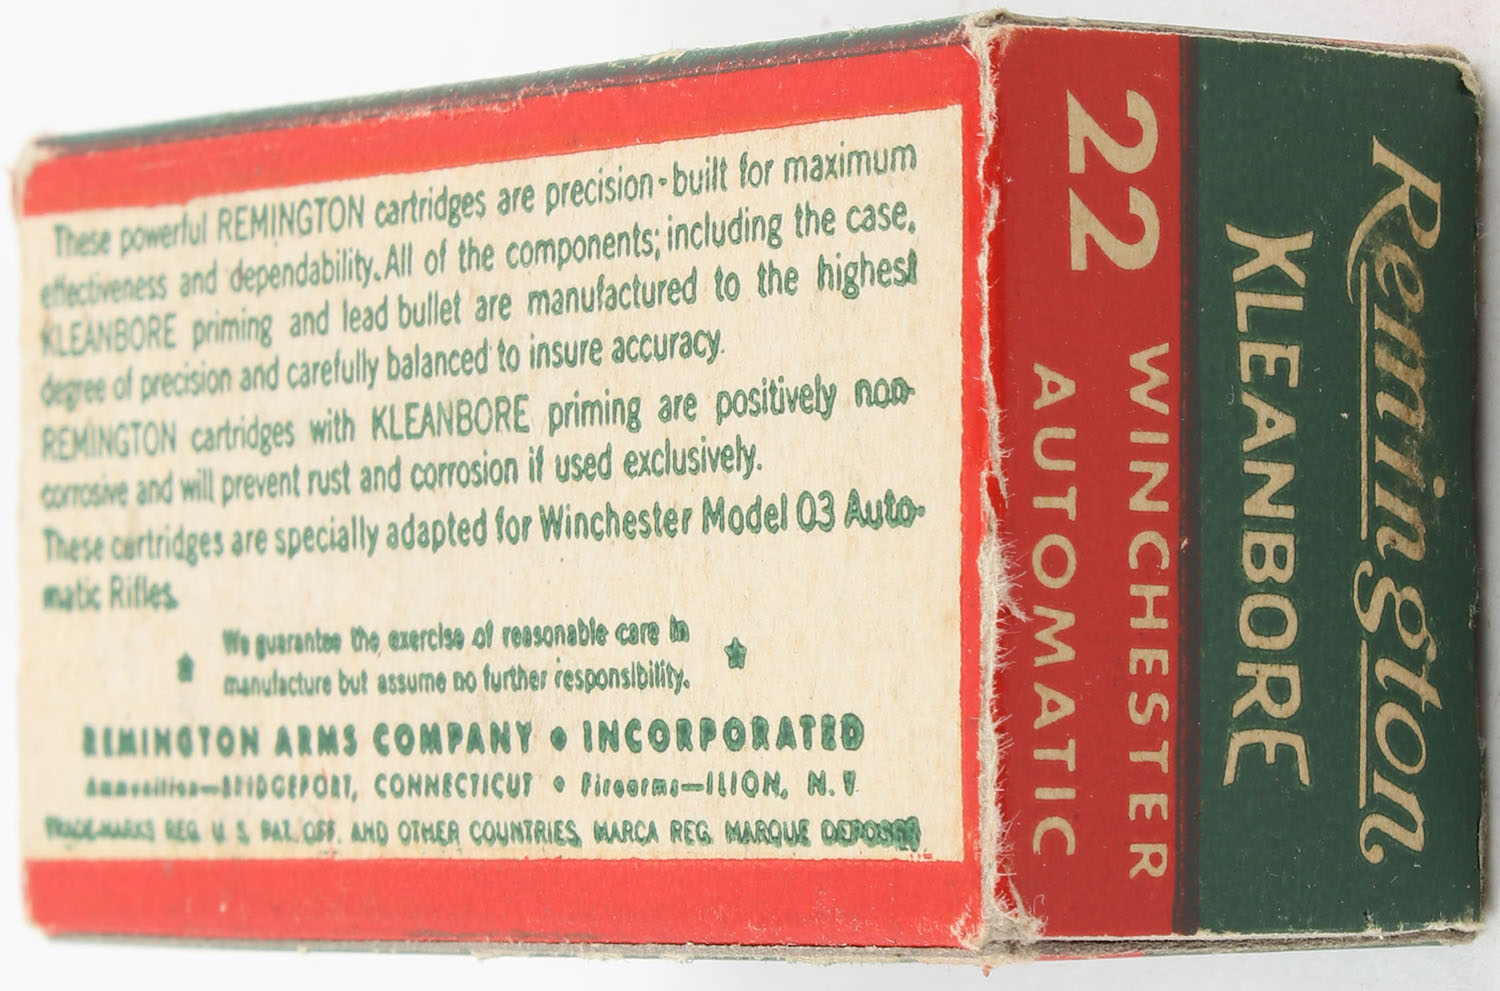 These powerful REMINGTON cartridges are precision-built for maximum
effectiveness and dependability. All of the components; including the case,
KLEANBORE priming and lead bullet are manufactured to the highest
degree of precision and carefully balanced to insure accuracy.
REMINGTON cartridges with KLEANBORE priming are positively non-
corrosive and will prevent rust and corrosion if used exclusively.
These cartridges are specially adapted for Winchester Model 03 Auto-
matic Rifles.
We guarantee the exercise of reasonable care in
manufacture but assume no further responsibility.
REMINGTON ARMS COMPANY • INCORPORATED
Ammunition—BRIDGEPORT, CONNECTICUT • Firearms—ILION, N. Y.
TRADE-MARKS REG. U. S. PAT. OFF. AND OTHER COUNTRIES, MARCA REG. MARQUE DEPOSEE
Remington
KLEANBORE
22 WINCHESTER
AUTOMATIC